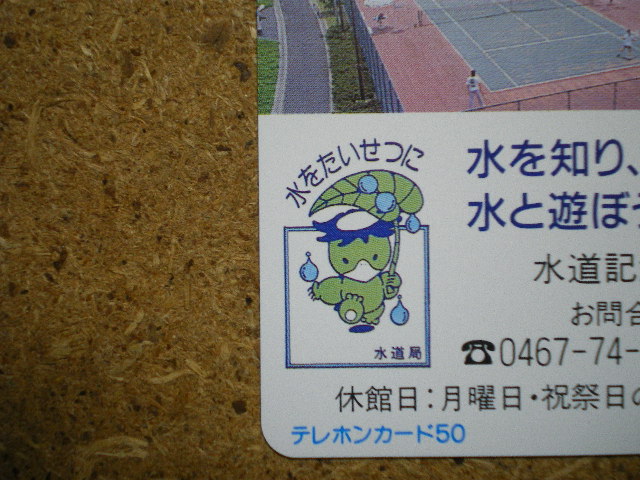 水をたいせつに
水を知り、
水と遊ぼう
水道記
お問合
☎0467-74-
水道局
休館日：月曜日・祝祭日の
テレホンカード50